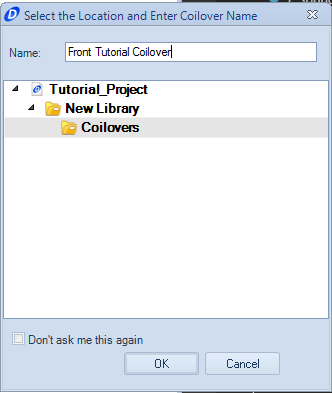 Select the Location and Enter Coilover Name
Name: Front Tutorial Coilover
Tutorial_Project
New Library
Coilovers
Don't ask me this again
OK Cancel